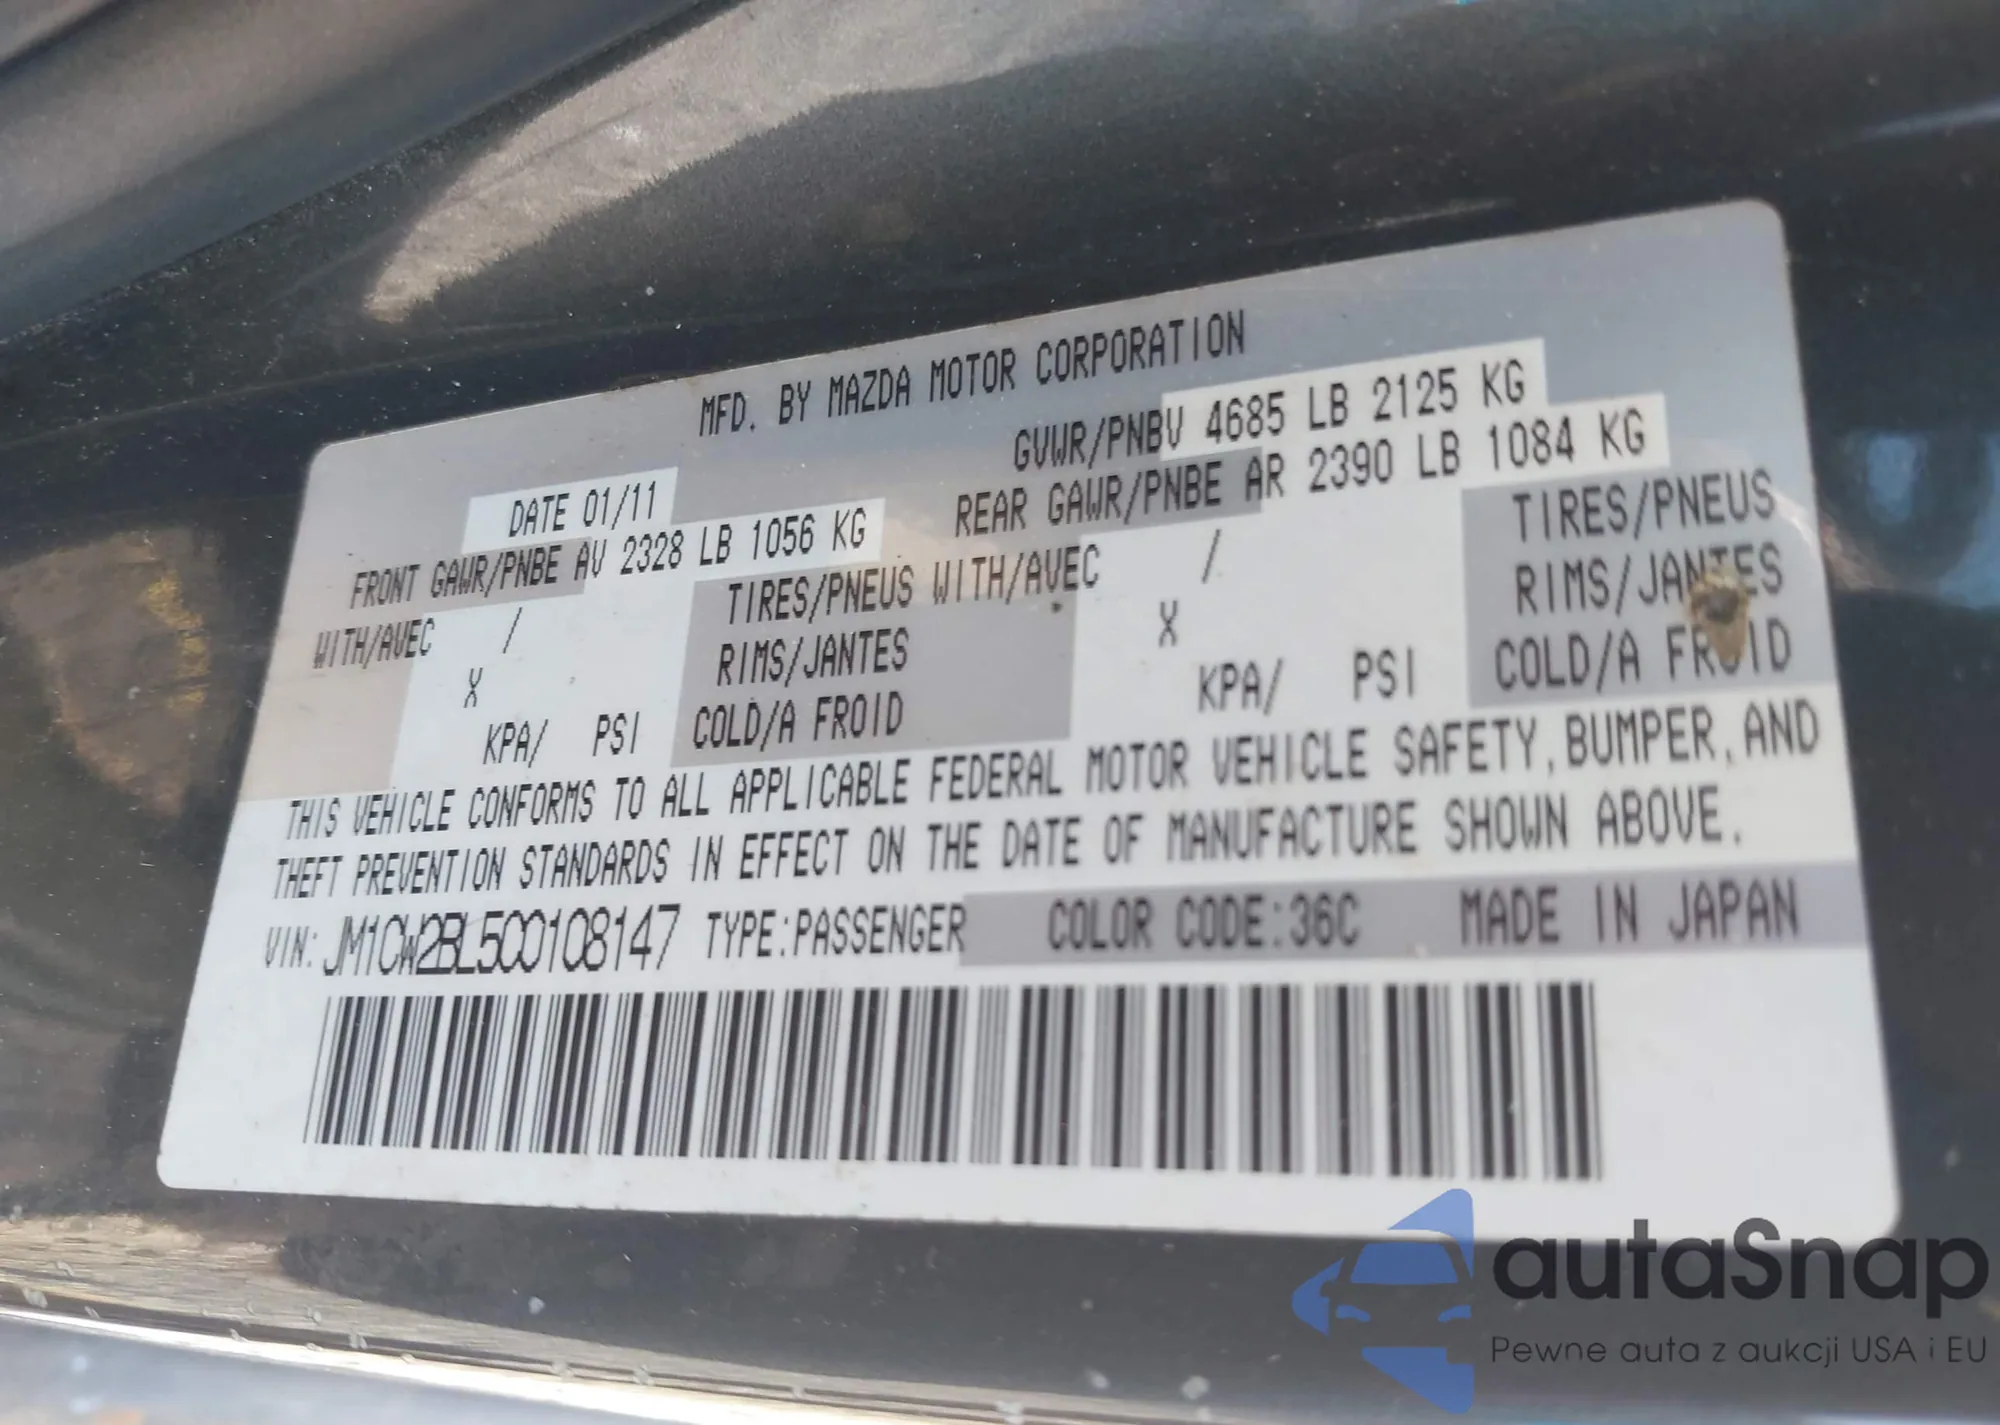 MFD. BY MAZDA MOTOR CORPORATION
DATE 01/11
GVWR/PNBV 4685 LB 2125 KG
FRONT GAWR/PNBE AV 2328 LB 1056 KG
REAR GAWR/PNBE AR 2390 LB 1084 KG
WITH/AVEC / TIRES/PNEUS WITH/AVEC / TIRES/PNEUS
X RIMS/JANTES X RIMS/JANTES
KPA/ PSI COLD/A FROID KPA/ PSI COLD/A FROID
THIS VEHICLE CONFORMS TO ALL APPLICABLE FEDERAL MOTOR VEHICLE SAFETY, BUMPER, AND
THEFT PREVENTION STANDARDS IN EFFECT ON THE DATE OF MANUFACTURE SHOWN ABOVE.
VIN: JM1CW2BL5C0108147 TYPE:PASSENGER COLOR CODE:36C MADE IN JAPAN
autaSnap
Pewne auta z aukcji USA i EU